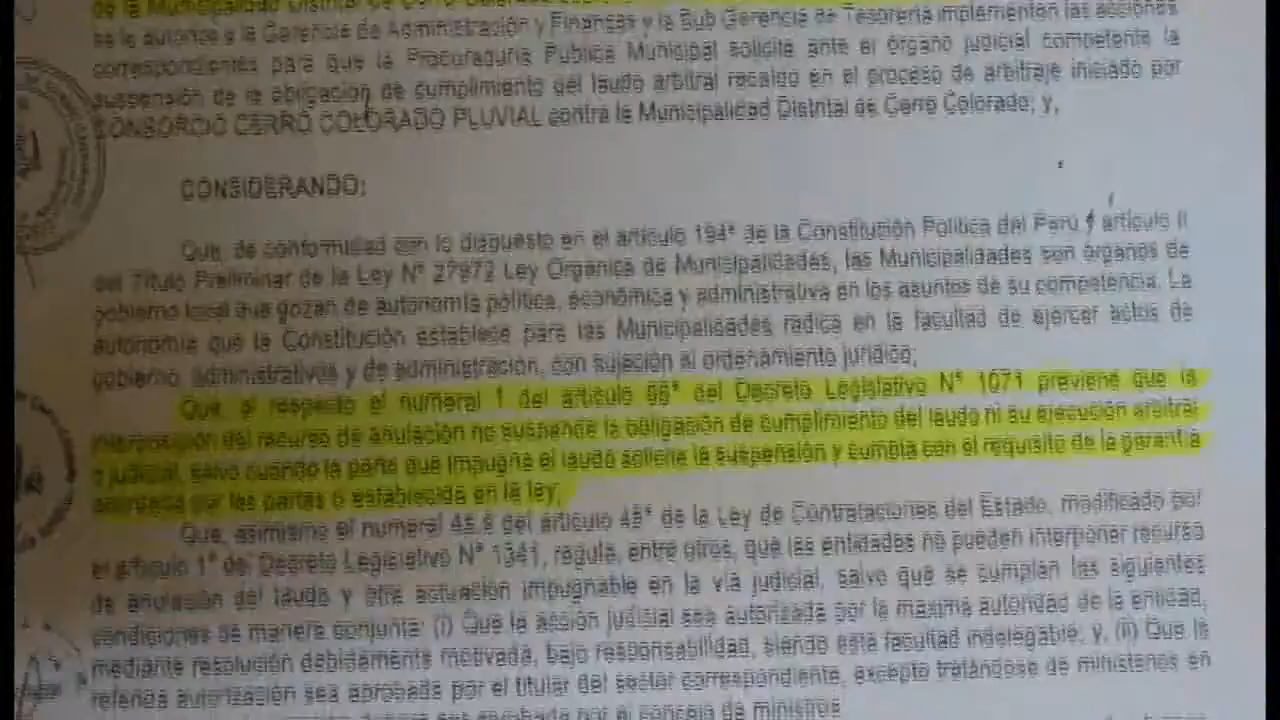 de la Municipalidad Distrital de Cerro Colorado
se le autorice y la Gerencia de Administración y Finanzas y la Sub Gerencia de Tesorería implementen las acciones
correspondientes para que la Procuraduría Pública Municipal solicite ante el órgano judicial competente la
suspensión de la obligación de cumplimiento del laudo arbitral recaído en el proceso de arbitraje iniciado por
CONSORCIO CERRO COLORADO PLUVIAL contra la Municipalidad Distrital de Cerro Colorado; y,
CONSIDERANDO:
Que, de conformidad con lo dispuesto en el artículo 194° de la Constitución Política del Perú y artículo II
del Título Preliminar de la Ley N° 27972 Ley Orgánica de Municipalidades, las Municipalidades son órganos de
gobierno local que gozan de autonomía política, económica y administrativa en los asuntos de su competencia. La
autonomía que la Constitución establece para las Municipalidades radica en la facultad de ejercer actos de
gobierno, administrativos y de administración, con sujeción al ordenamiento jurídico;
Que, al respecto el numeral 1 del artículo 66° del Decreto Legislativo N° 1071 previene que la
interposición del recurso de anulación no suspende la obligación de cumplimiento del laudo ni su ejecución arbitral
o judicial, salvo cuando la parte que impugna el laudo solicite la suspensión y cumpla con el requisito de la garantía
acordada por las partes o establecida en la ley;
Que, asimismo el numeral 45.8 del artículo 45° de la Ley de Contrataciones del Estado, modificado por
el artículo 1° del Decreto Legislativo N° 1341, regula, entre otros, que las entidades no pueden interponer recurso
de anulación del laudo y otra actuación impugnable en la vía judicial, salvo que se cumplan las siguientes
condiciones de manera conjunta: (i) Que la acción judicial sea autorizada por la máxima autoridad de la entidad,
mediante resolución debidamente motivada, bajo responsabilidad, siendo esta facultad indelegable; y, (ii) Que la
referida autorización sea aprobada por el titular del sector correspondiente, excepto tratándose de ministerios en
aprobada por el concejo de ministros